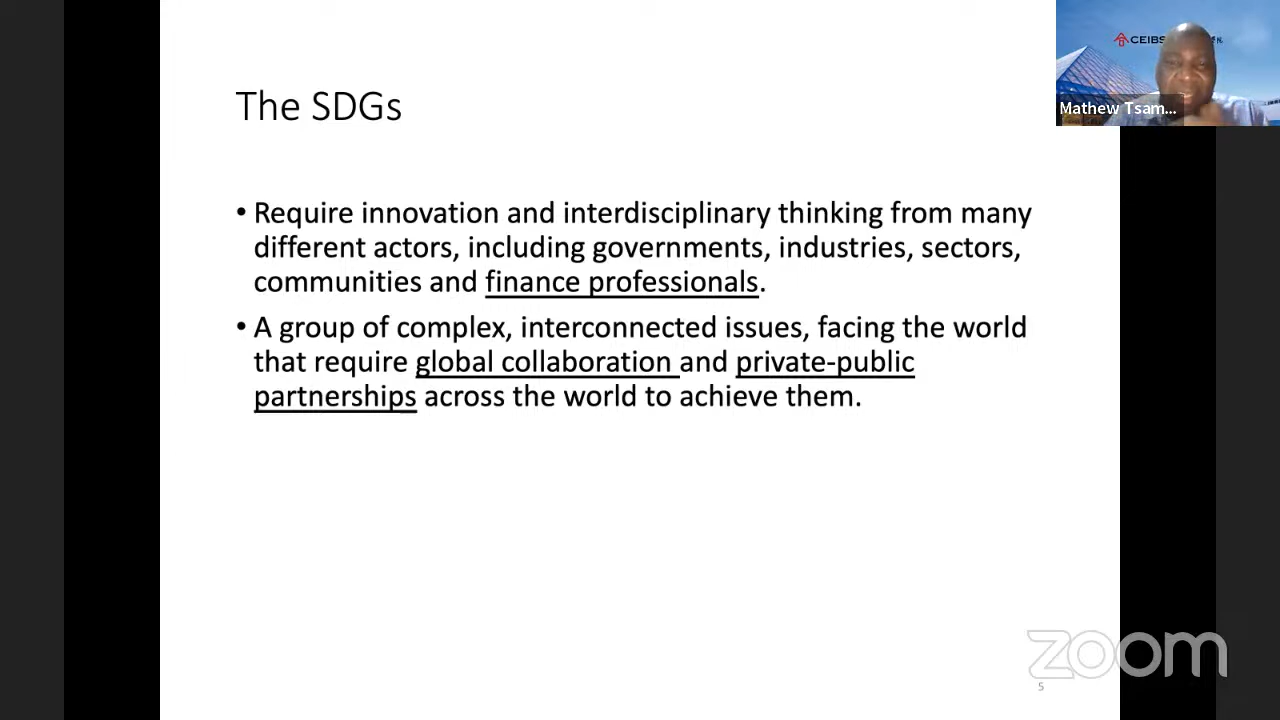 The SDGs
• Require innovation and interdisciplinary thinking from many
different actors, including governments, industries, sectors,
communities and finance professionals.
• A group of complex, interconnected issues, facing the world
that require global collaboration and private-public
partnerships across the world to achieve them.
CEIBS
Mathew Tsam...
zoom
5